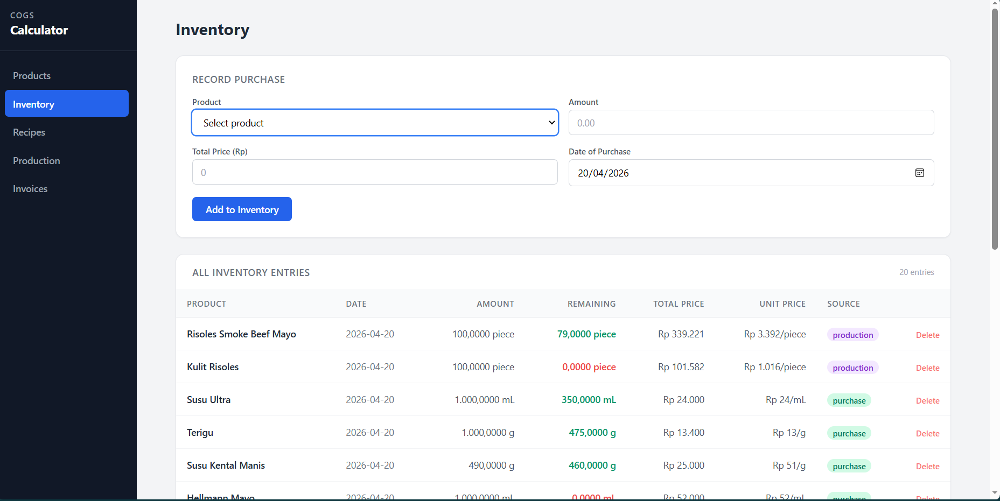 COGS
Calculator
Products
Inventory
Recipes
Production
Invoices
Inventory
RECORD PURCHASE
Product
Amount
Select product
0.00
Total Price (Rp)
Date of Purchase
0
20/04/2026
Add to Inventory
ALL INVENTORY ENTRIES
20 entries
PRODUCT DATE AMOUNT REMAINING TOTAL PRICE UNIT PRICE SOURCE
Risoles Smoke Beef Mayo 2026-04-20 100,0000 piece 79,0000 piece Rp 339.221 Rp 3.392/piece production Delete
Kulit Risoles 2026-04-20 100,0000 piece 0,0000 piece Rp 101.582 Rp 1.016/piece production Delete
Susu Ultra 2026-04-20 1.000,0000 mL 350,0000 mL Rp 24.000 Rp 24/mL purchase Delete
Terigu 2026-04-20 1.000,0000 g 475,0000 g Rp 13.400 Rp 13/g purchase Delete
Susu Kental Manis 2026-04-20 490,0000 g 460,0000 g Rp 25.000 Rp 51/g purchase Delete
Hellmann Mayo 2026-04-20 1.000,0000 mL 0,0000 mL Rp 52.000 Rp 52/mL purchase Delete